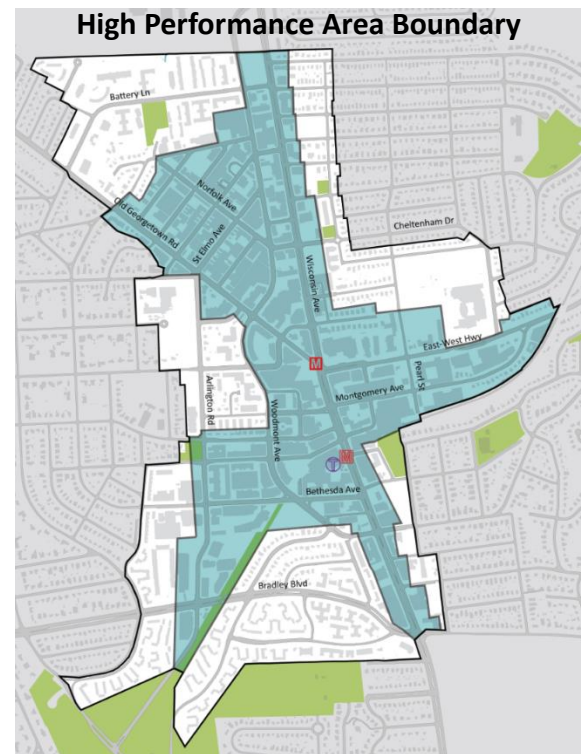 High Performance Area Boundary
Battery Ln
Norfolk Ave
Old Georgetown Rd
St Elmo Ave
Cheltenham Dr
Wisconsin Ave
East-West Hwy
M
Pearl St
Montgomery Ave
Arlington Rd
Woodmont Ave
M
Bethesda Ave
Bradley Blvd